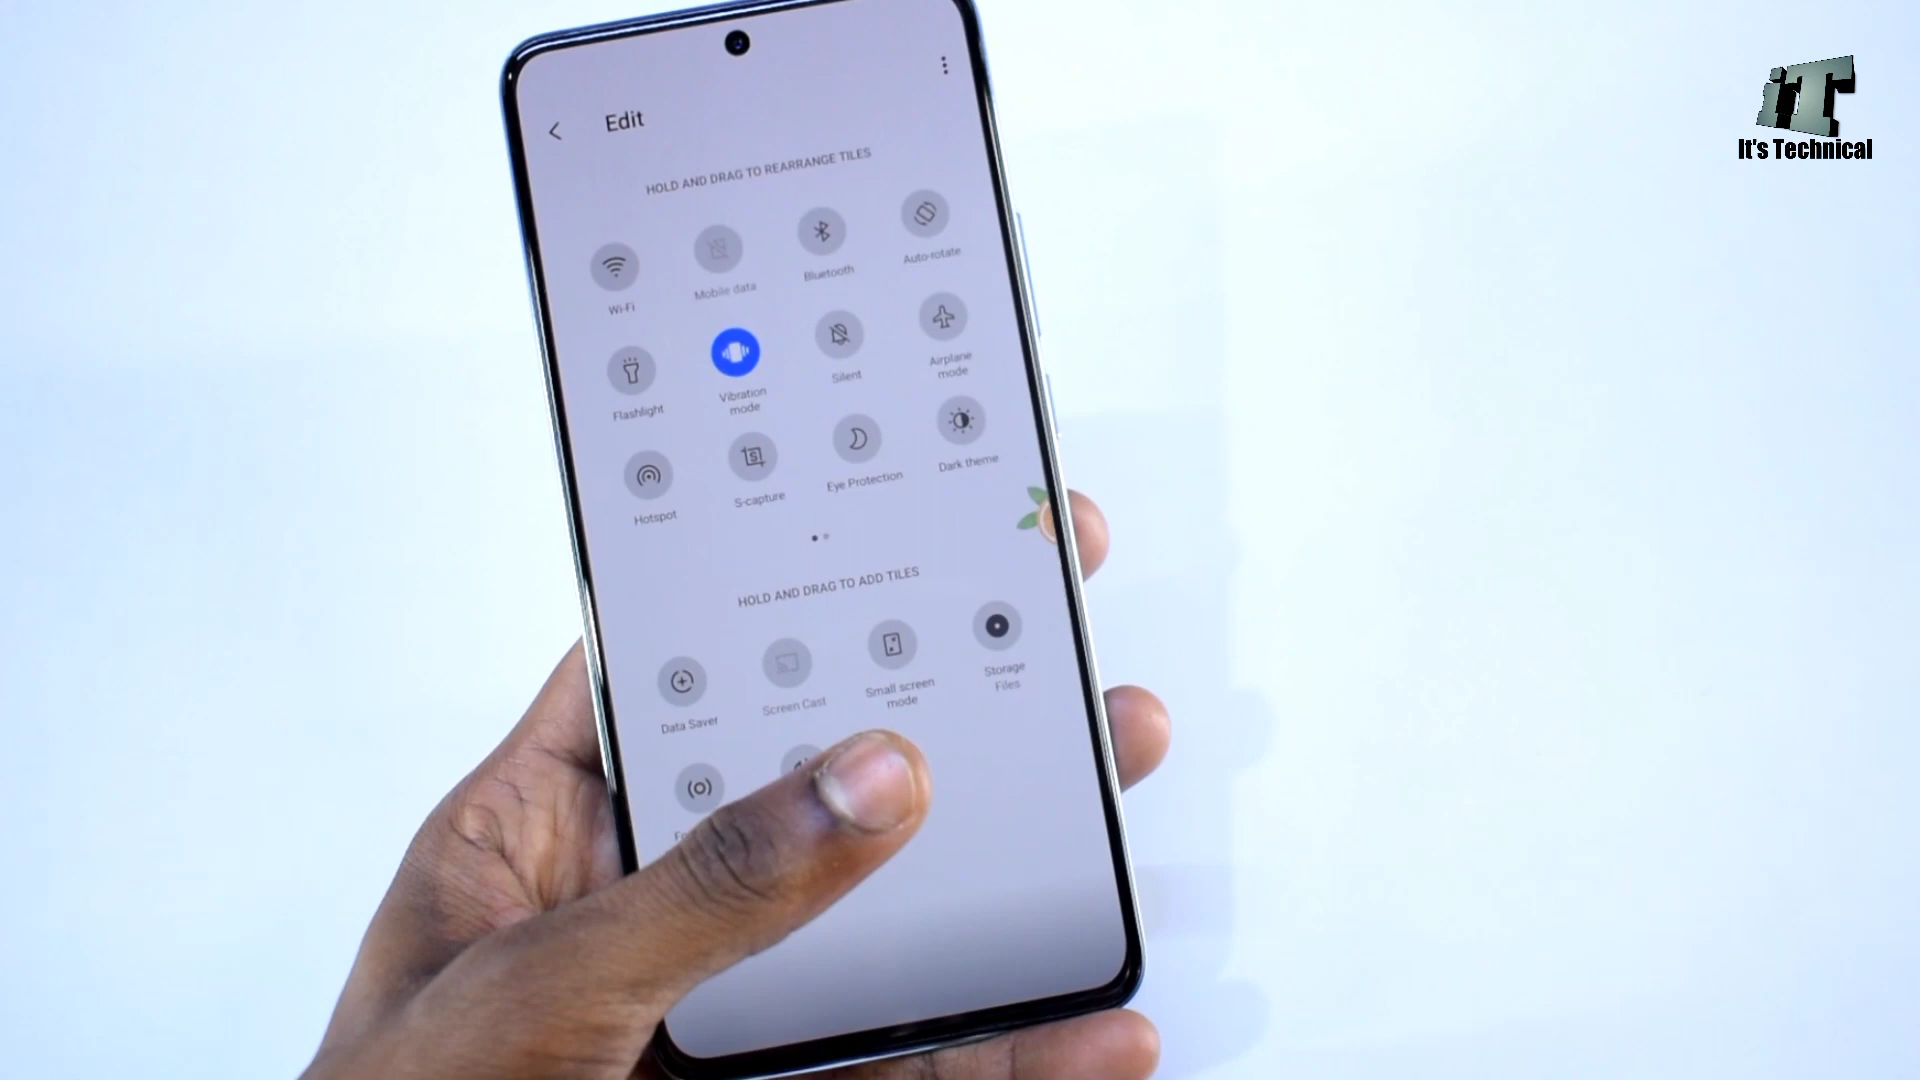 iT
It's Technical
Edit
HOLD AND DRAG TO REARRANGE TILES
Wi-Fi
Mobile data
Bluetooth
Auto-rotate
Flashlight
Vibration
mode
Silent
Airplane
mode
Hotspot
S-capture
Eye Protection
Dark theme
HOLD AND DRAG TO ADD TILES
Data Saver
Screen Cast
Small screen
mode
Storage
Files